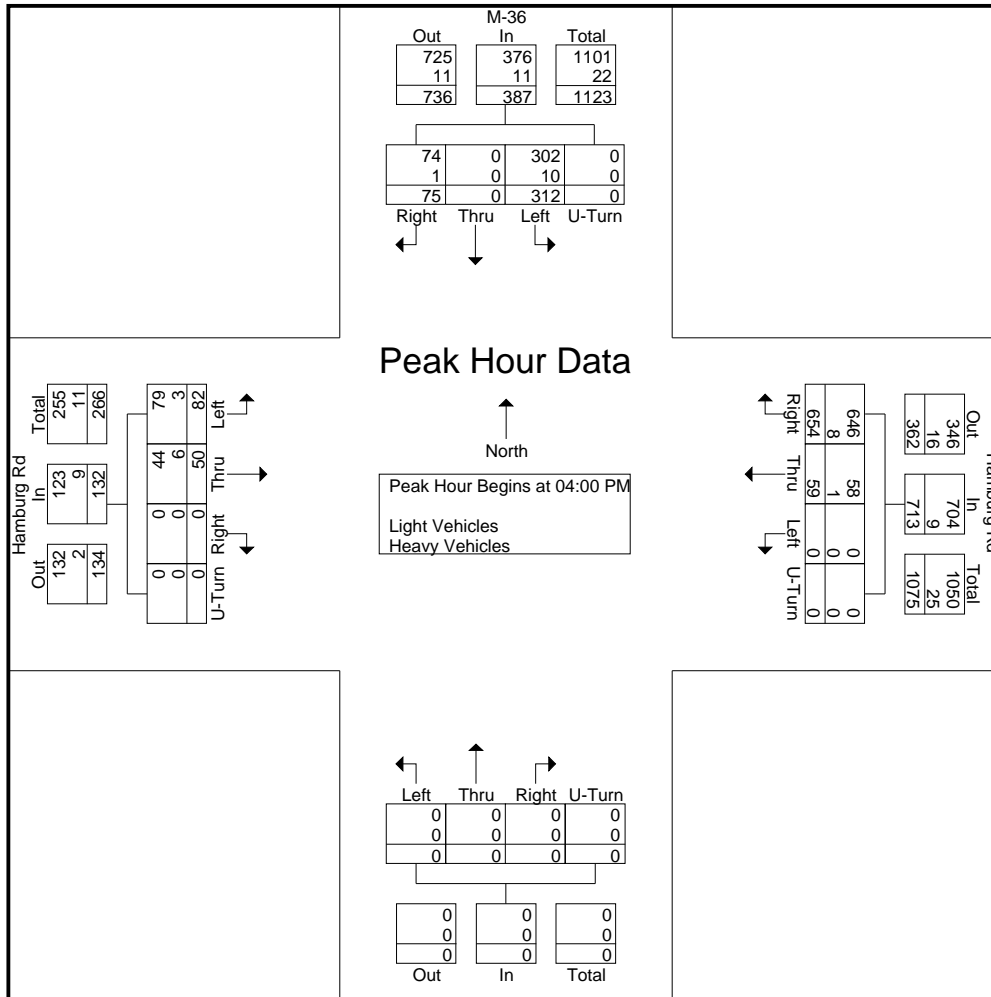 M-36
Out In Total
725 376 1101
11 11 22
736 387 1123
74 0 302 0
1 0 10 0
75 0 312 0
Right Thru Left U-Turn
Peak Hour Data
North
Peak Hour Begins at 04:00 PM
Light Vehicles
Heavy Vehicles
Hamburg Rd
Out In Total
132 123 255
2 9 11
134 132 266
79 44 0 0
3 6 0 0
82 50 0 0
Left Thru Right U-Turn
Hamburg Rd
Out In Total
346 704 1050
16 9 25
362 713 1075
646 58 0 0
8 1 0 0
654 59 0 0
Right Thru Left U-Turn
Left Thru Right U-Turn
0 0 0 0
0 0 0 0
0 0 0 0
0 0 0
0 0 0
0 0 0
Out In Total